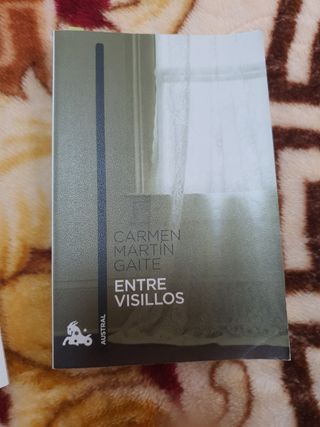 CARMEN
MARTÍN
GAITE
ENTRE
VISILLOS
AUSTRAL